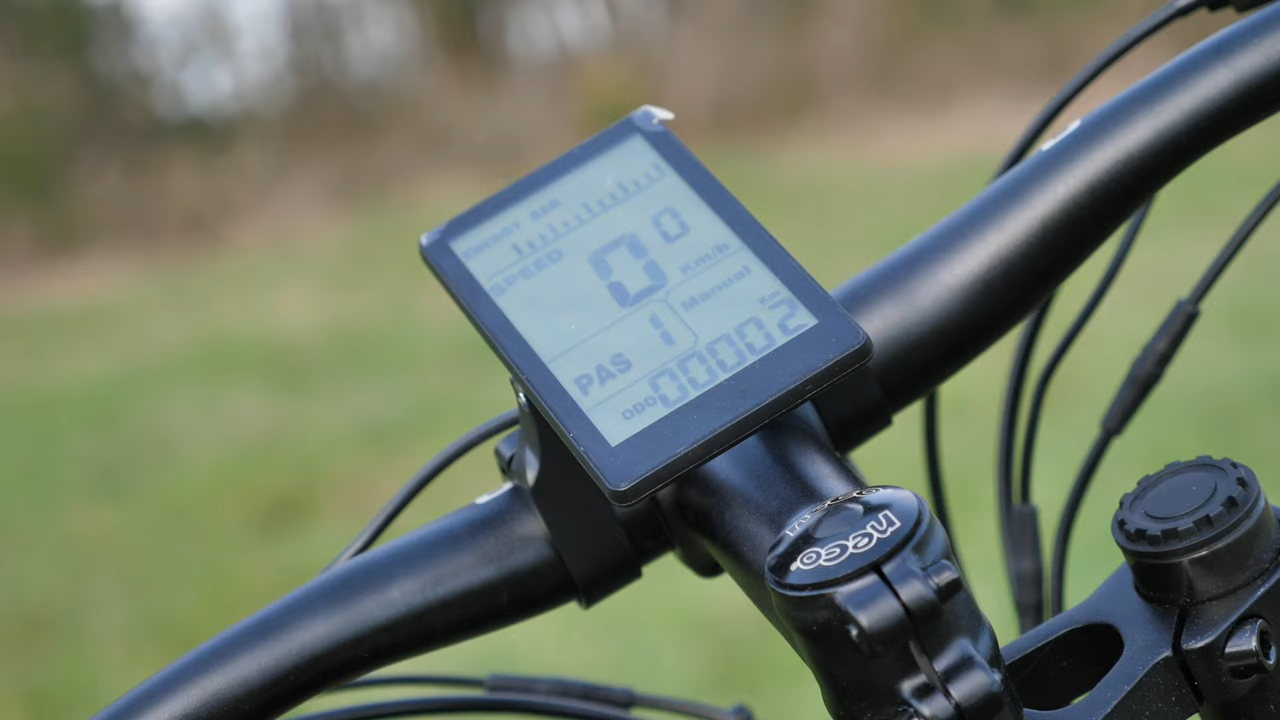 ENERGY BAR
SPEED 0 0 Km/h
PAS 1 Manual
ODO 00002 Km
neco